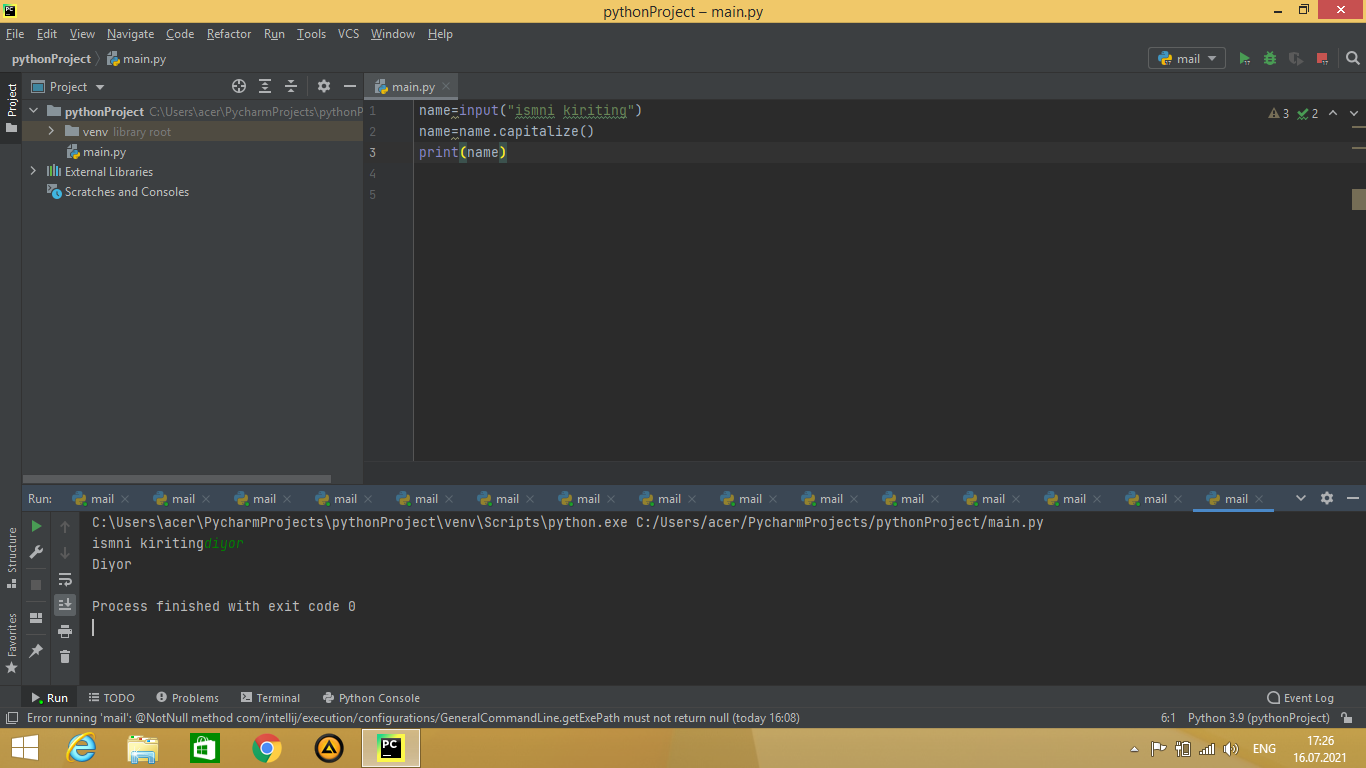 PC
pythonProject – main.py
File Edit View Navigate Code Refactor Run Tools VCS Window Help
pythonProject main.py mail
Project
Project
main.py
pythonProject C:\Users\acer\PycharmProjects\pythonP
venv library root
main.py
External Libraries
Scratches and Consoles
1 name=input("ismni kiriting")
3 2
2 name=name.capitalize()
3 print(name)
4
5
Run: mail mail mail mail mail mail mail mail mail mail mail mail mail mail mail
C:\Users\acer\PycharmProjects\pythonProject\venv\Scripts\python.exe C:/Users/acer/PycharmProjects/pythonProject/main.py
ismni kiritingdiyor
Diyor
Process finished with exit code 0
Structure
Favorites
Run TODO Problems Terminal Python Console Event Log
Error running 'mail': @NotNull method com/intellij/execution/configurations/GeneralCommandLine.getExePath must not return null (today 16:08) 6:1 Python 3.9 (pythonProject)
PC
ENG
17:26
16.07.2021